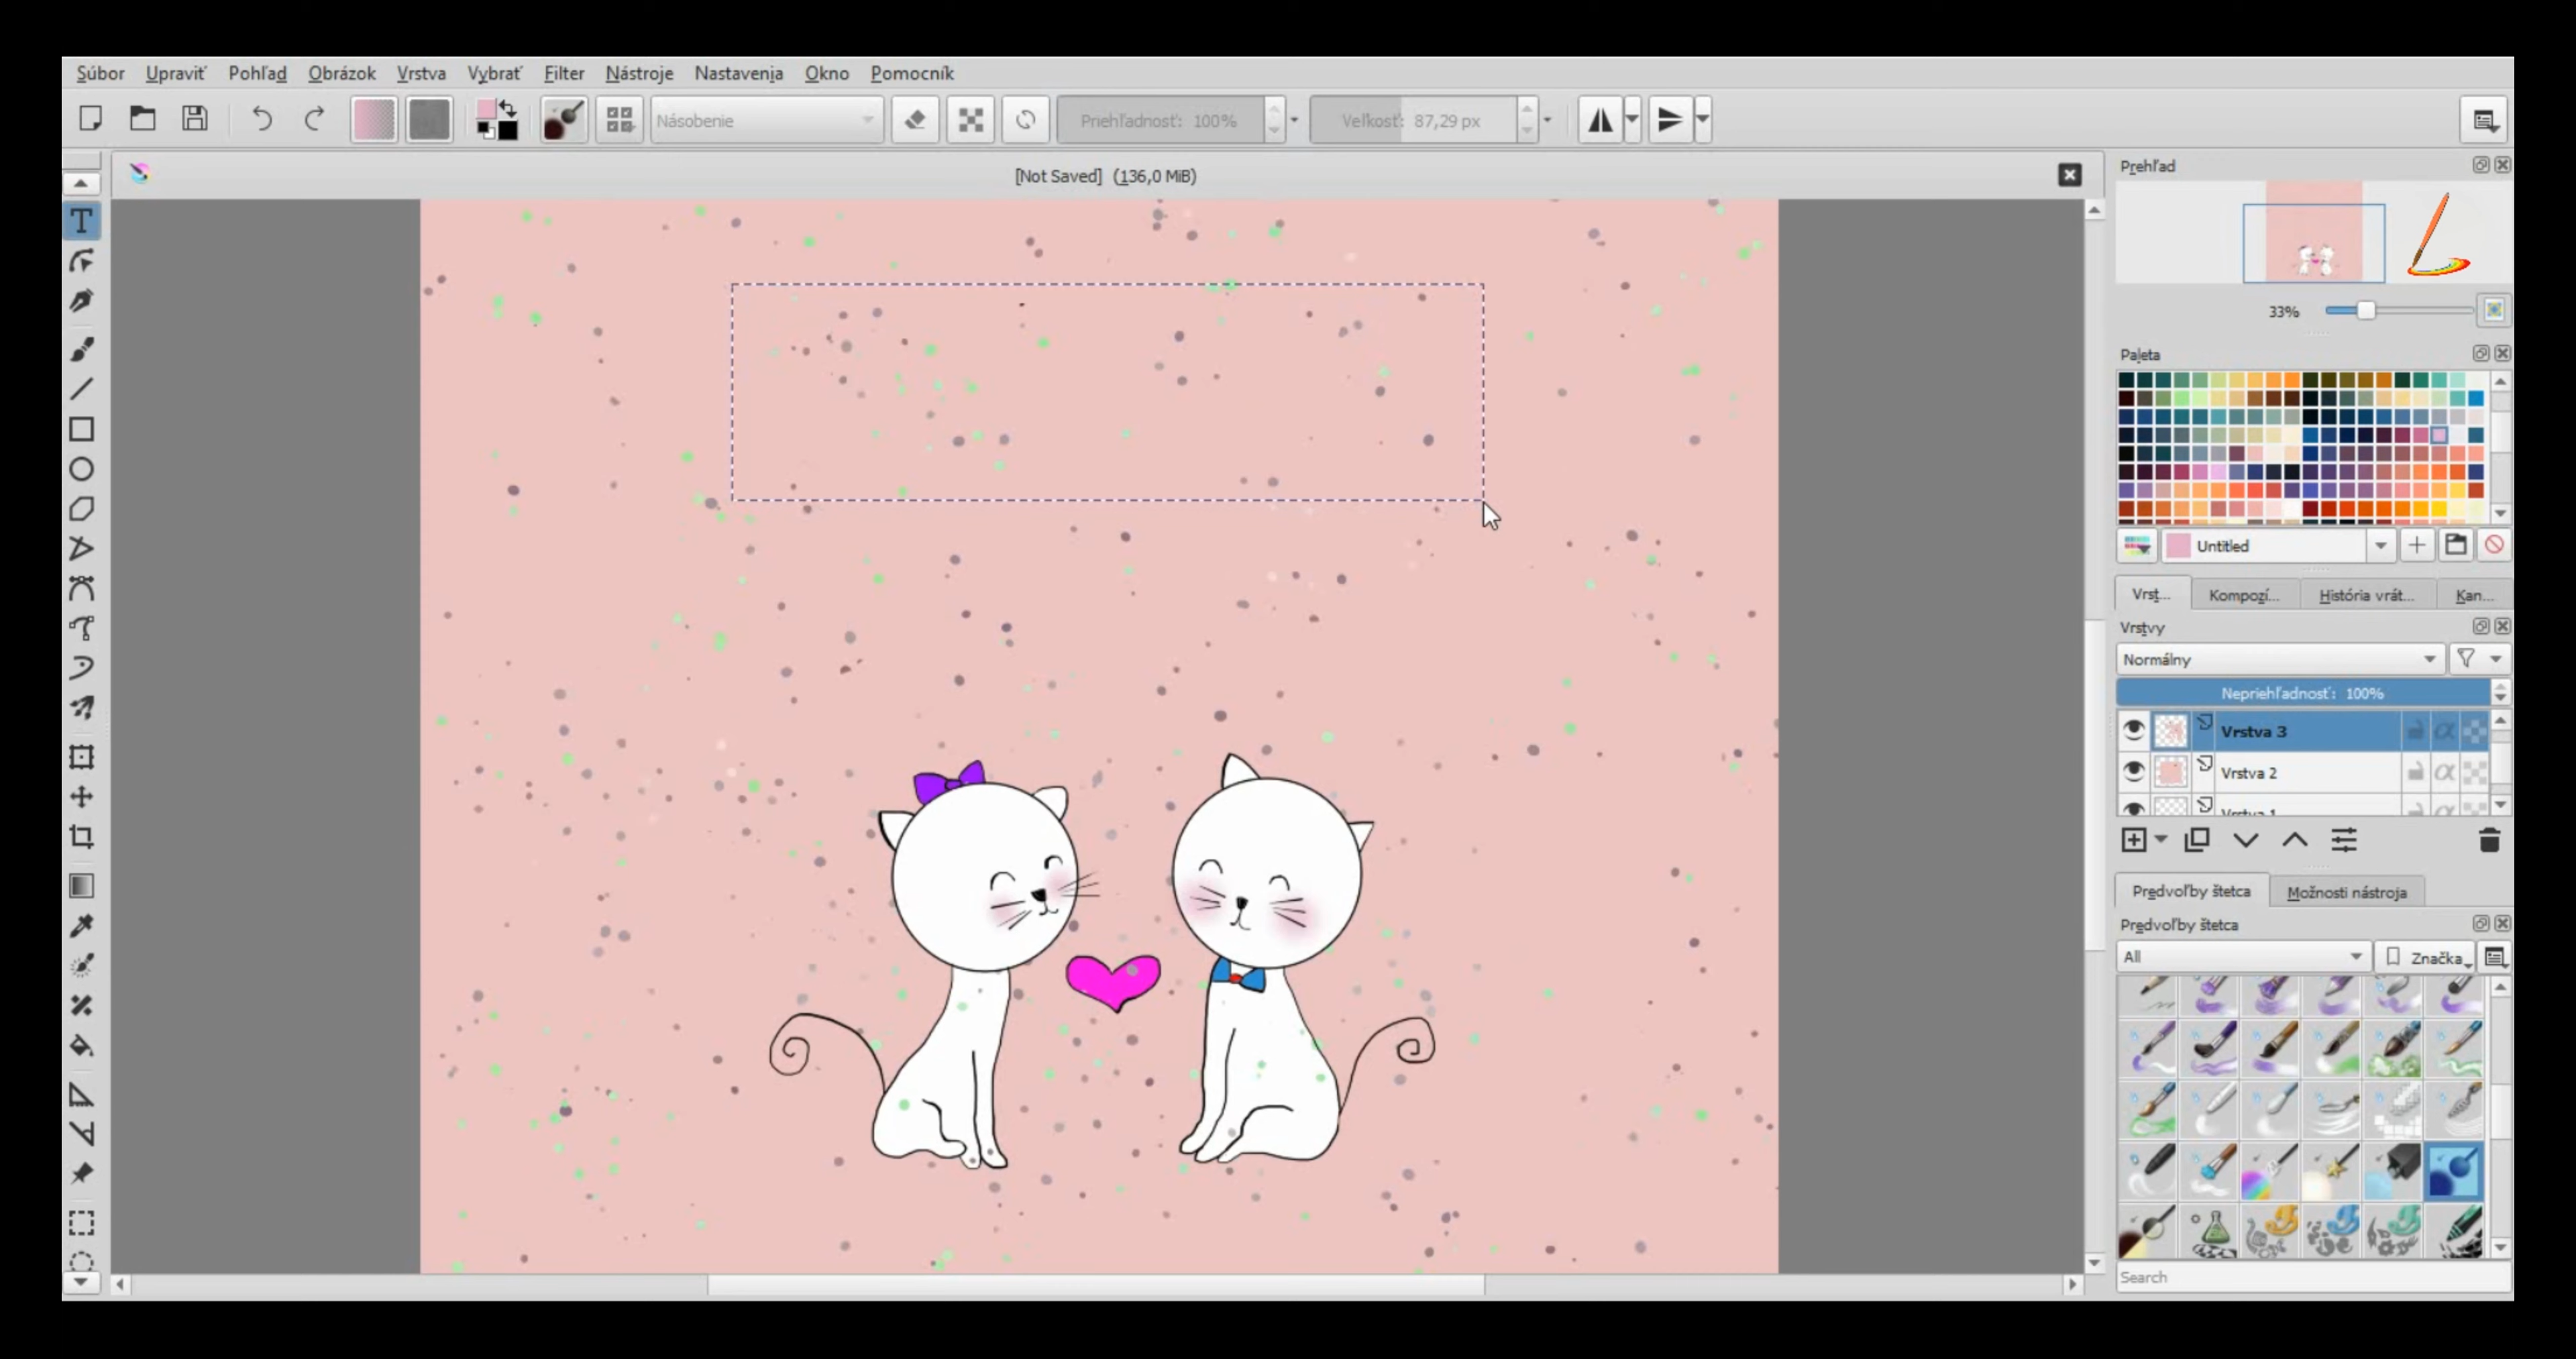 Súbor Upraviť Pohľad Obrázok Vrstva Vybrať Filter Nástroje Nastavenia Okno Pomocník
Násobenie Priehľadnosť: 100% Veľkosť: 87,29 px
[Not Saved] (136,0 MiB)
Prehľad
33%
Paleta
Untitled
Vrst... Kompozí... História vrát... Kan...
Vrstvy
Normálny
Nepriehľadnosť: 100%
Vrstva 3
Vrstva 2
Vrstva 1
Predvoľby štetca Možnosti nástroja
Predvoľby štetca
All Značka
Search